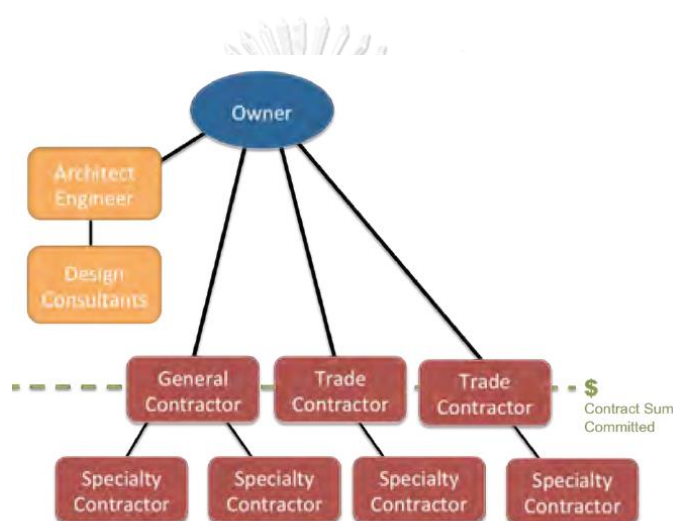 Owner
Architect
Engineer
Design
Consultants
General
Contractor
Trade
Contractor
Trade
Contractor
$
Contract Sum
Committed
Specialty
Contractor
Specialty
Contractor
Specialty
Contractor
Specialty
Contractor